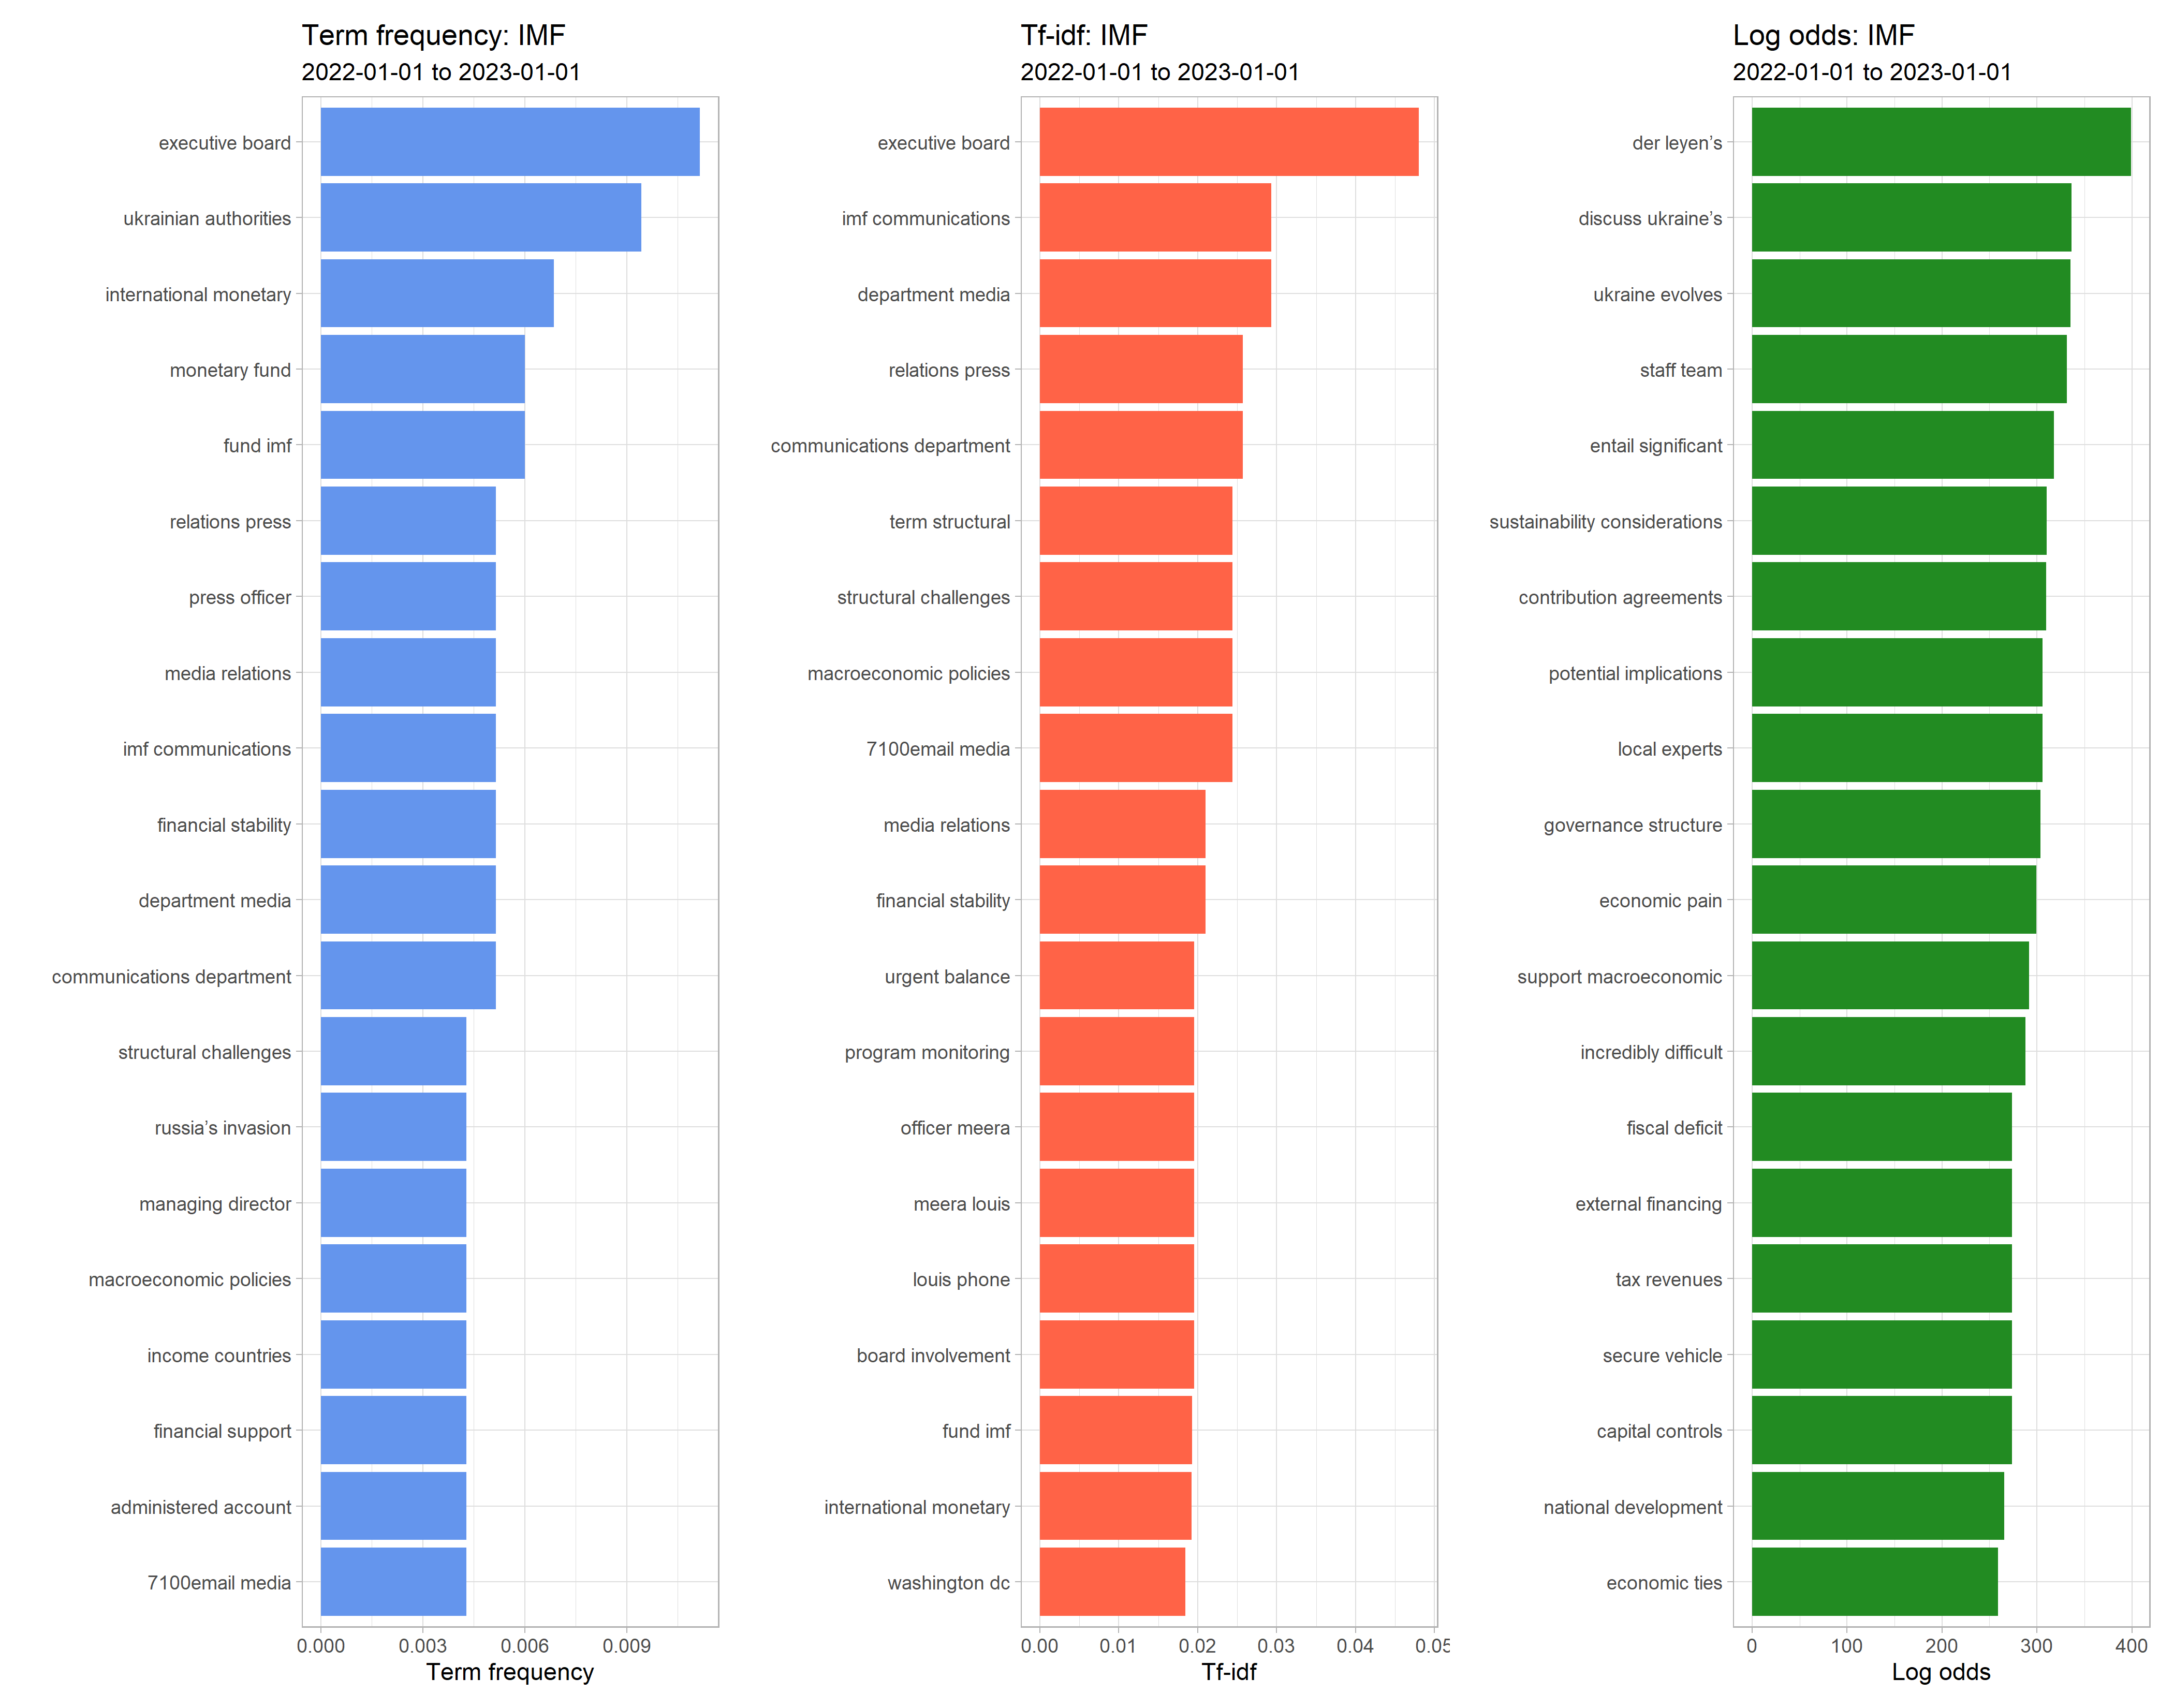 Term frequency: IMF
2022-01-01 to 2023-01-01
executive board
ukrainian authorities
international monetary
monetary fund
fund imf
relations press
press officer
media relations
imf communications
financial stability
department media
communications department
structural challenges
russia’s invasion
managing director
macroeconomic policies
income countries
financial support
administered account
7100email media
0.000 0.003 0.006 0.009
Term frequency
Tf-idf: IMF
2022-01-01 to 2023-01-01
executive board
imf communications
department media
relations press
communications department
term structural
structural challenges
macroeconomic policies
7100email media
media relations
financial stability
urgent balance
program monitoring
officer meera
meera louis
louis phone
board involvement
fund imf
international monetary
washington dc
0.00 0.01 0.02 0.03 0.04 0.05
Tf-idf
Log odds: IMF
2022-01-01 to 2023-01-01
der leyen’s
discuss ukraine’s
ukraine evolves
staff team
entail significant
sustainability considerations
contribution agreements
potential implications
local experts
governance structure
economic pain
support macroeconomic
incredibly difficult
fiscal deficit
external financing
tax revenues
secure vehicle
capital controls
national development
economic ties
0 100 200 300 400
Log odds